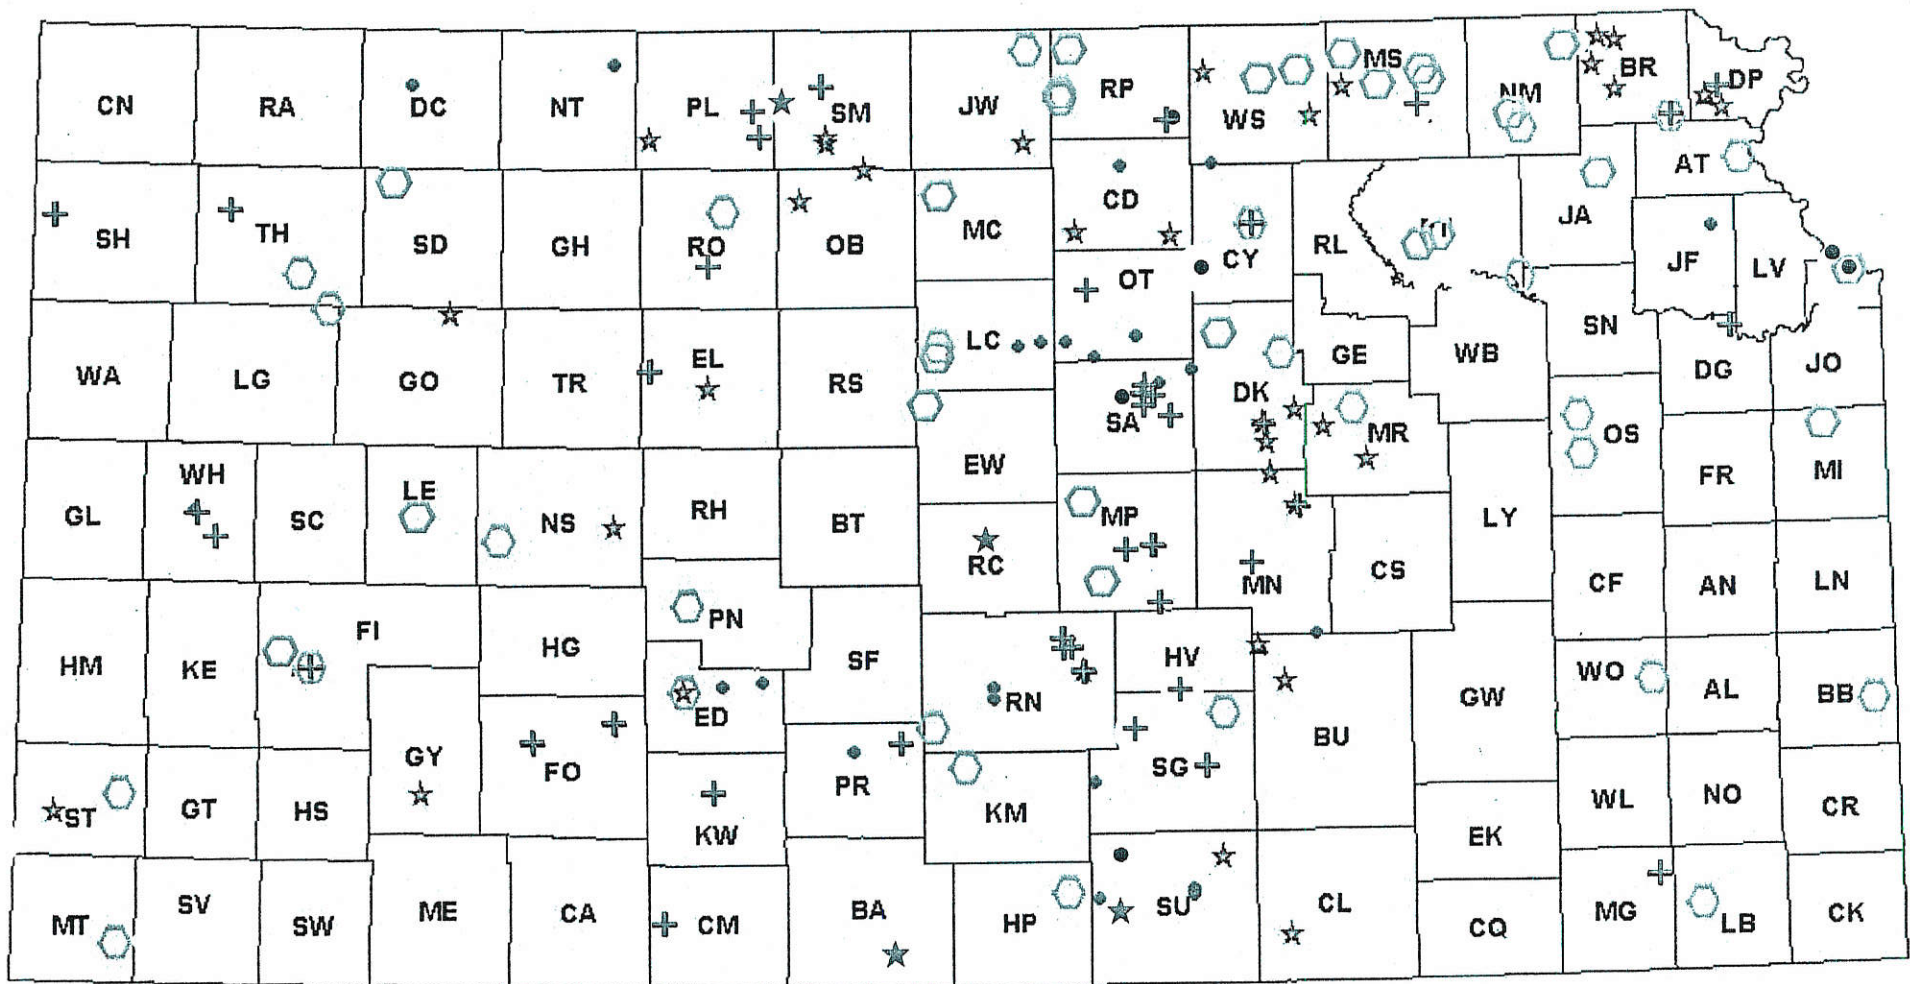 CN RA DC NT PL SM JW RP WS MS NM BR DP
SH TH SD GH RO OB MC CD CY RL JA AT
OT JF LV
WA LG GO TR EL RS LC SA DK GE WB SN DG JO
GL WH SC LE NS RH BT EW MP MR LY OS FR MI
RC MN CS CF AN LN
HM KE FI HG PN SF RN HV GW WO AL BB
ST GT HS GY FO ED PR KM SG BU WL NO CR
KW EK
MT SV SW ME CA CM BA HP SU CL CQ MG LB CK